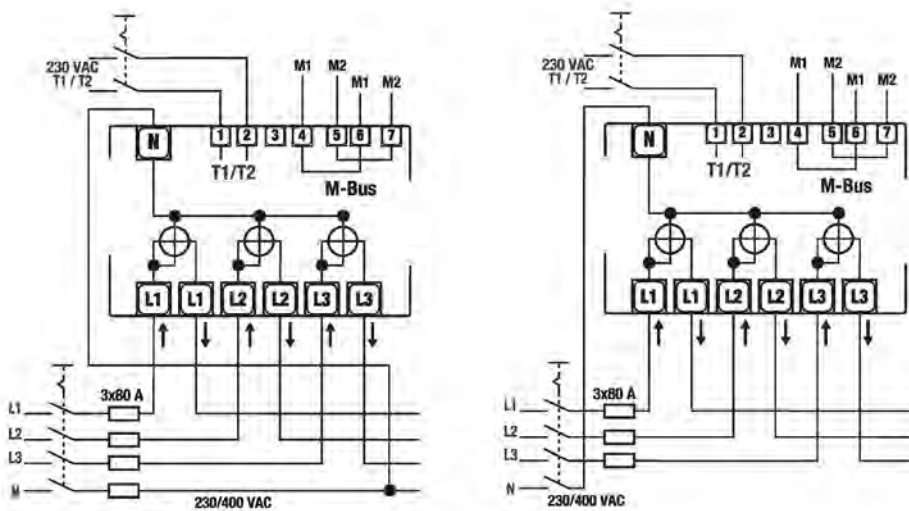 230 VAC
T1 / T2
M1 M2
M1 M2
N 1 2 3 4 5 6 7
T1/T2
M-Bus
L1 L1 L2 L2 L3 L3
3x80 A
L1
L2
L3
N
230/400 VAC
230 VAC
T1/ T2
M1 M2
M1 M2
N 1 2 3 4 5 6 7
T1/T2
M-Bus
L1 L1 L2 L2 L3 L3
3x80 A
L1
L2
L3
N
230/400 VAC